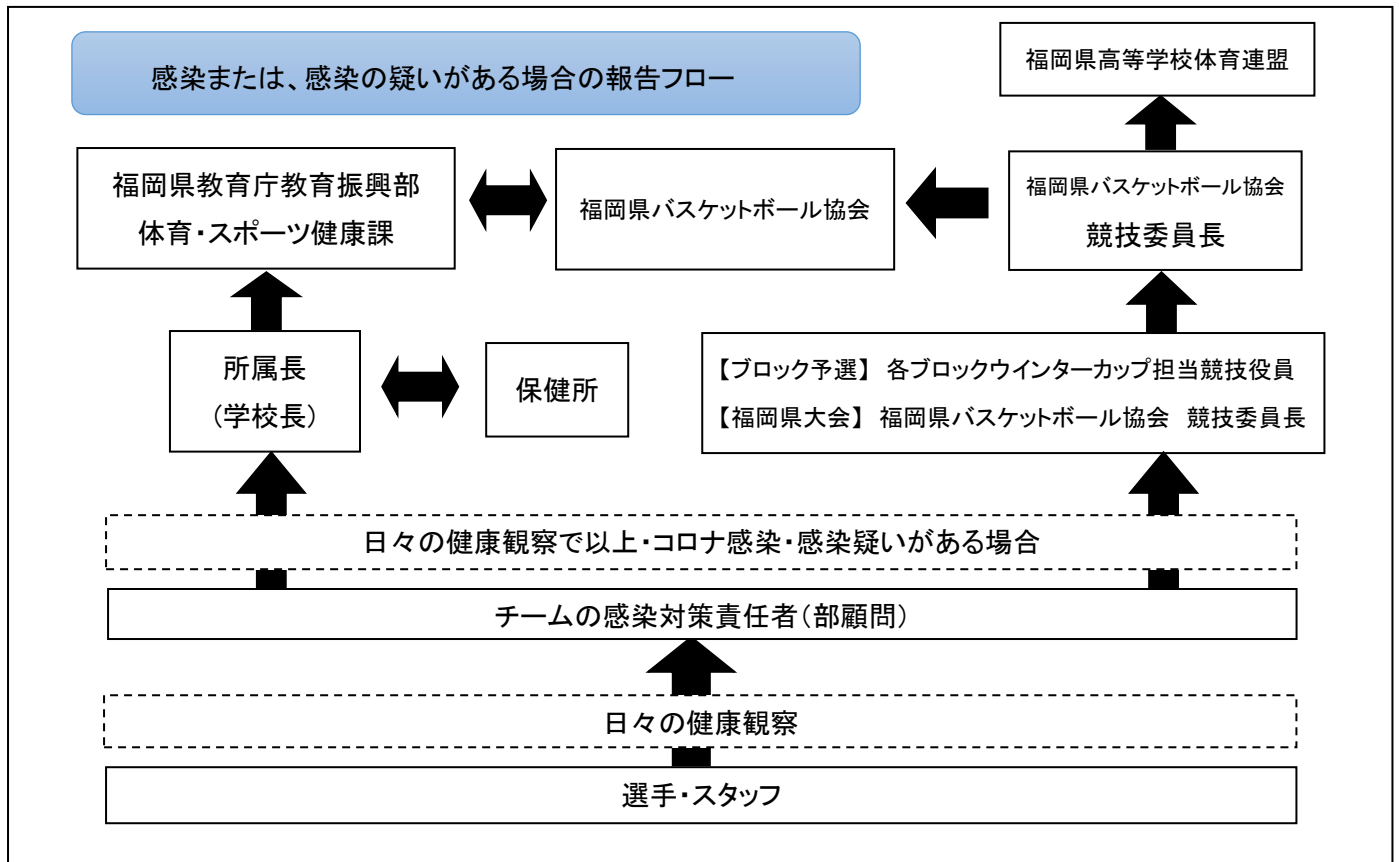 感染または、感染の疑いがある場合の報告フロー
福岡県高等学校体育連盟
福岡県教育庁教育振興部
体育・スポーツ健康課
福岡県バスケットボール協会
福岡県バスケットボール協会
競技委員長
所属長
(学校長)
保健所
【ブロック予選】 各ブロックウインターカップ担当競技役員
【福岡県大会】 福岡県バスケットボール協会 競技委員長
日々の健康観察で以上・コロナ感染・感染疑いがある場合
チームの感染対策責任者(部顧問)
日々の健康観察
選手・スタッフ